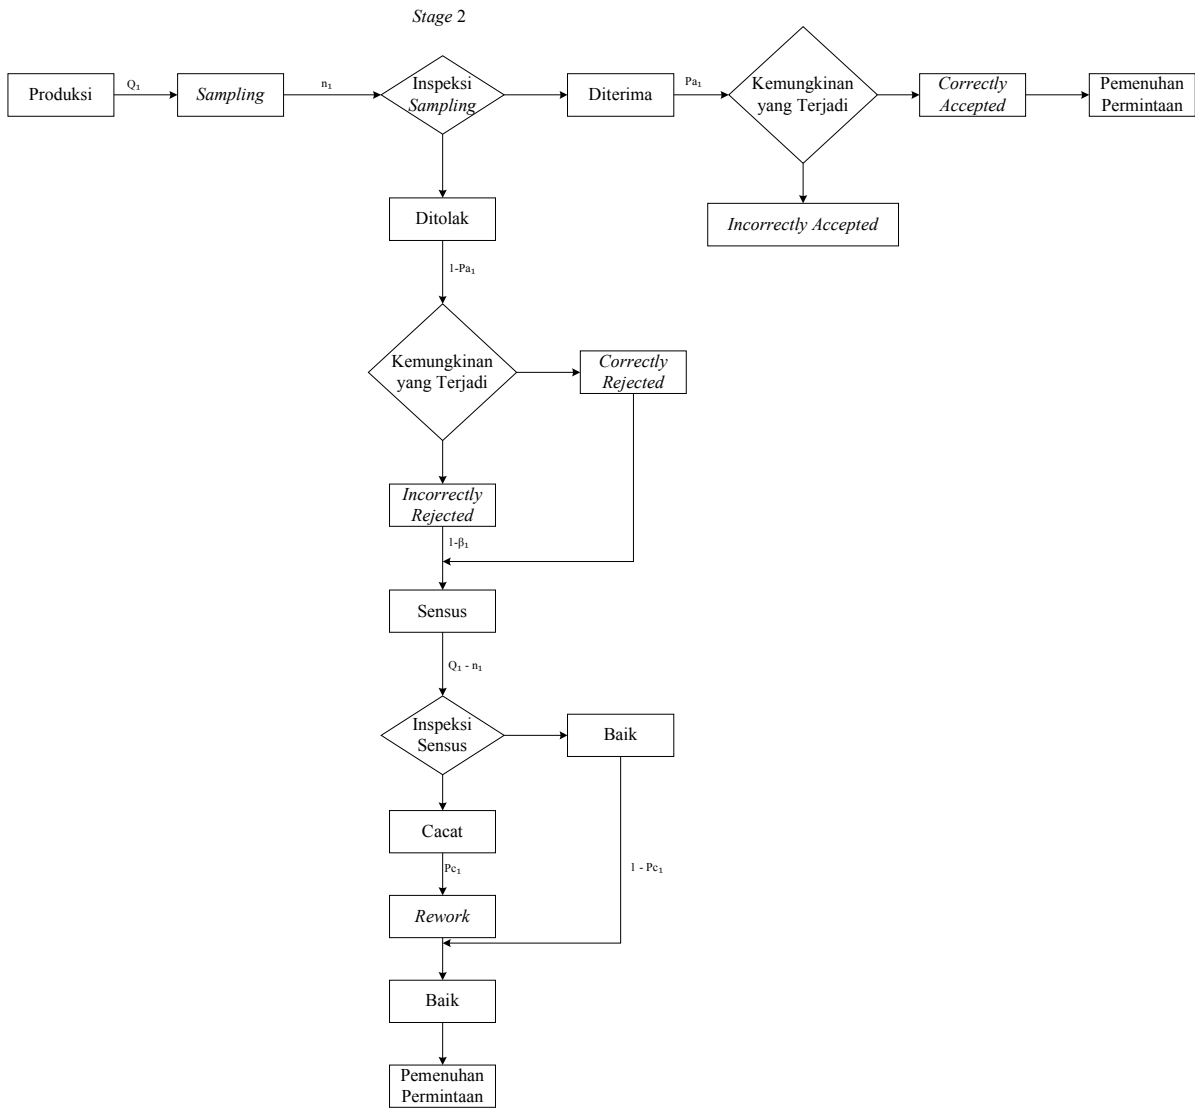 Stage 2
Produksi
Q₁
Sampling
n₁
Inspeksi
Sampling
Diterima
Pa₁
Kemungkinan
yang Terjadi
Correctly
Accepted
Pemenuhan
Permintaan
Ditolak
Incorrectly Accepted
1-Pa₁
Kemungkinan
yang Terjadi
Correctly
Rejected
Incorrectly
Rejected
1-β₁
Sensus
Q₁ - n₁
Inspeksi
Sensus
Baik
Cacat
Pc₁
1 - Pc₁
Rework
Baik
Pemenuhan
Permintaan